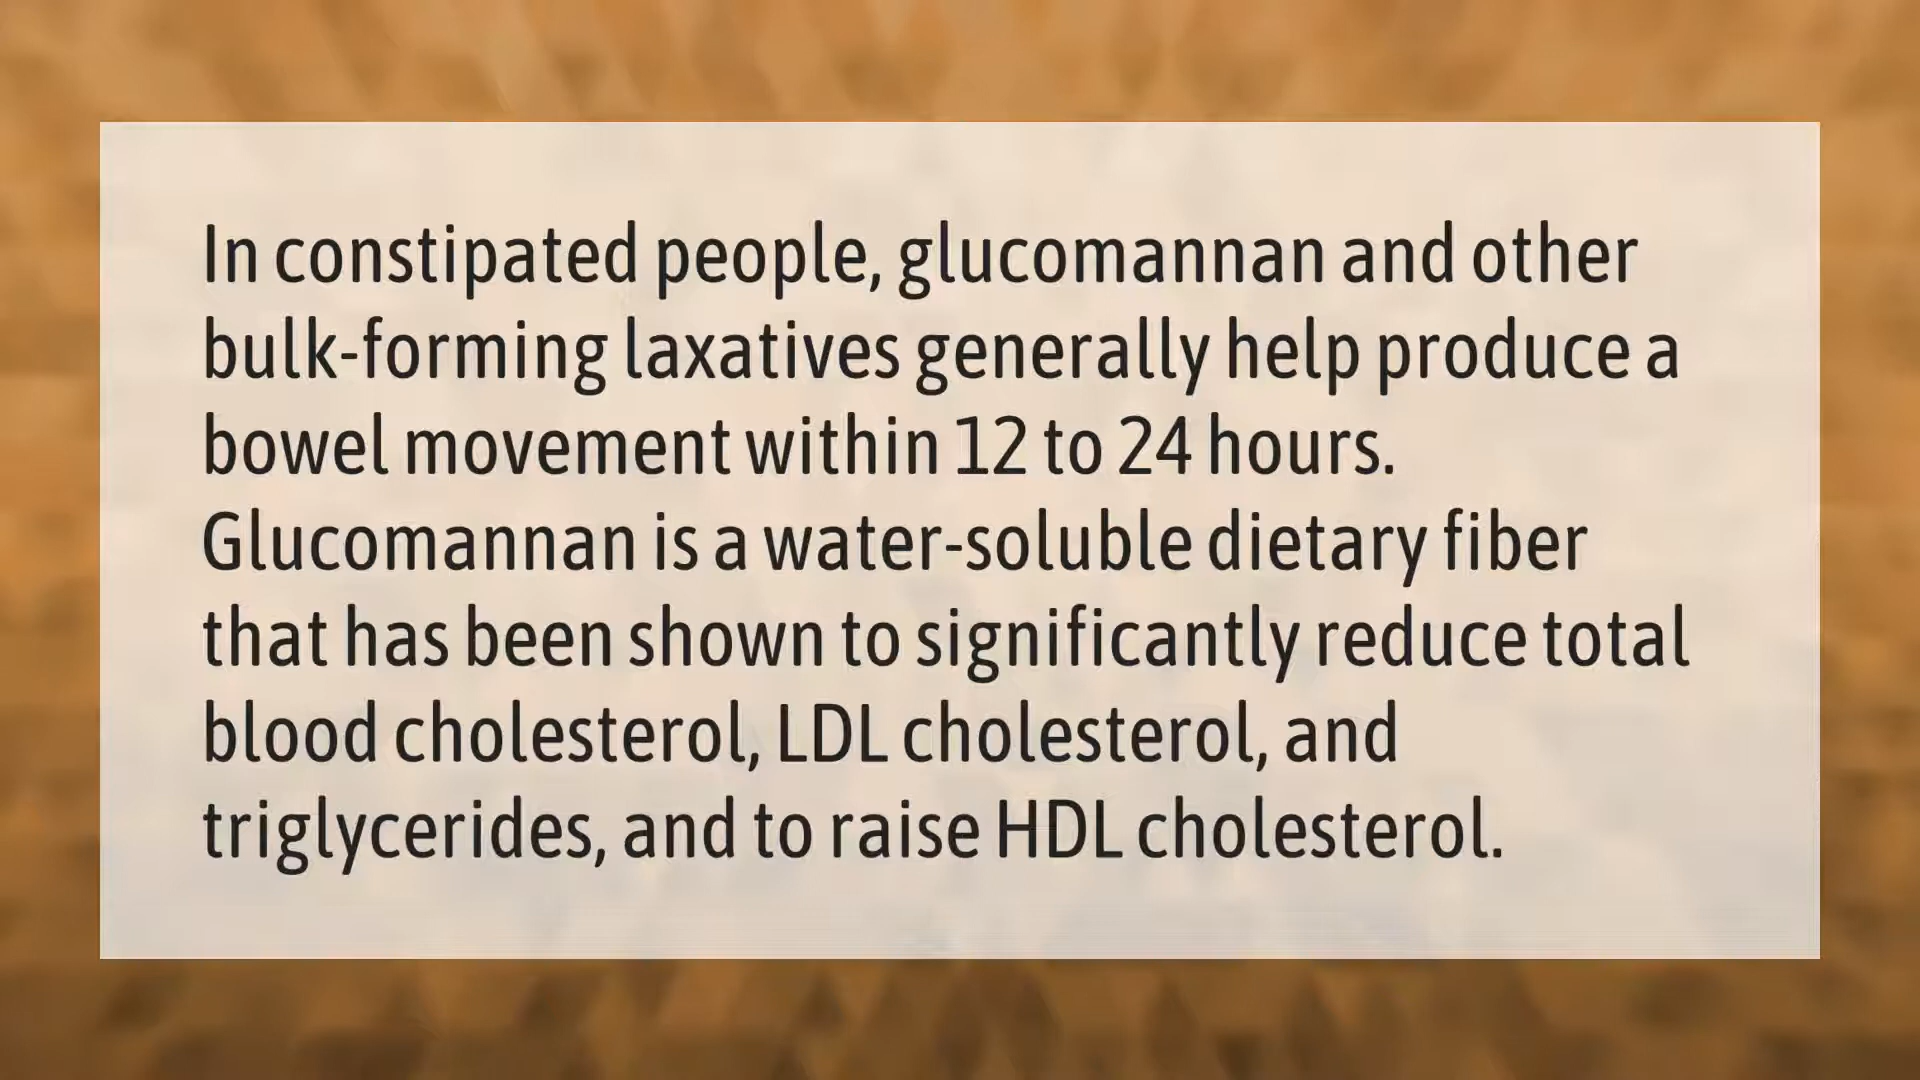 In constipated people, glucomannan and other
bulk-forming laxatives generally help produce a
bowel movement within 12 to 24 hours.
Glucomannan is a water-soluble dietary fiber
that has been shown to significantly reduce total
blood cholesterol, LDL cholesterol, and
triglycerides, and to raise HDL cholesterol.